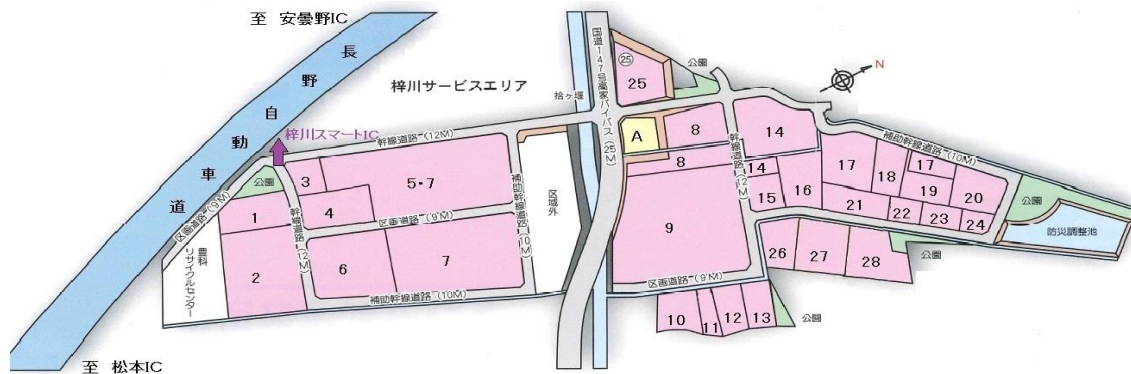 至 安曇野IC
長野自動車道
梓川サービスエリア
梓川スマートIC
拾ヶ堰
国道147号高家バイパス (25M)
公園
N
幹線道路 (12M)
25
25
A
8
8
幹線道路 (12M)
14
14
補助幹線道路 (10M)
区画道路 (9M)
公園
3
5・7
補助幹線道路 (10M)
区域外
15
16
17
18
17
19
20
21
22
23
24
公園
防災調整池
1
4
幹線道路 (12M)
区画道路 (9M)
9
26
27
28
公園
豊科
リサイクルセンター
2
6
7
補助幹線道路 (10M)
区画道路 (9M)
10
11
12
13
公園
至 松本IC